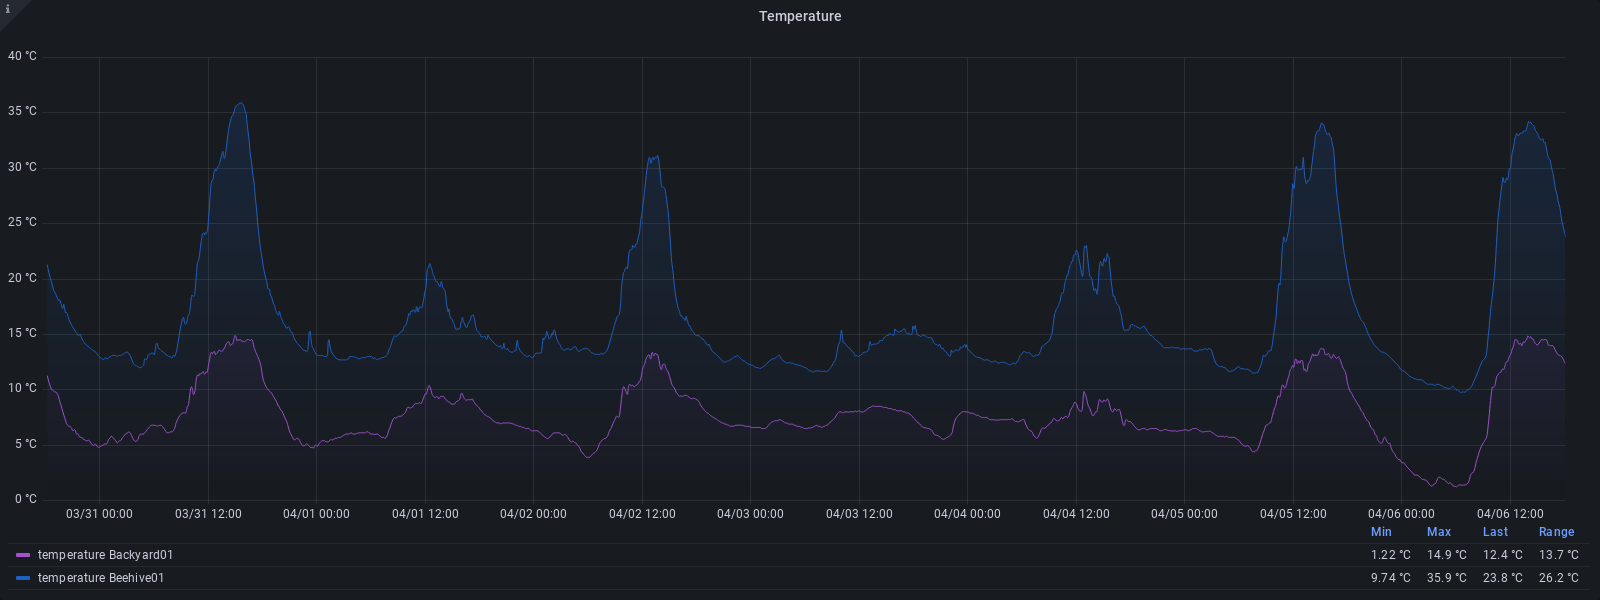 i
Temperature
40 °C
35 °C
30 °C
25 °C
20 °C
15 °C
10 °C
5 °C
0 °C
03/31 00:00 03/31 12:00 04/01 00:00 04/01 12:00 04/02 00:00 04/02 12:00 04/03 00:00 04/03 12:00 04/04 00:00 04/04 12:00 04/05 00:00 04/05 12:00 04/06 00:00 04/06 12:00
Min Max Last Range
temperature Backyard01 1.22 °C 14.9 °C 12.4 °C 13.7 °C
temperature Beehive01 9.74 °C 35.9 °C 23.8 °C 26.2 °C